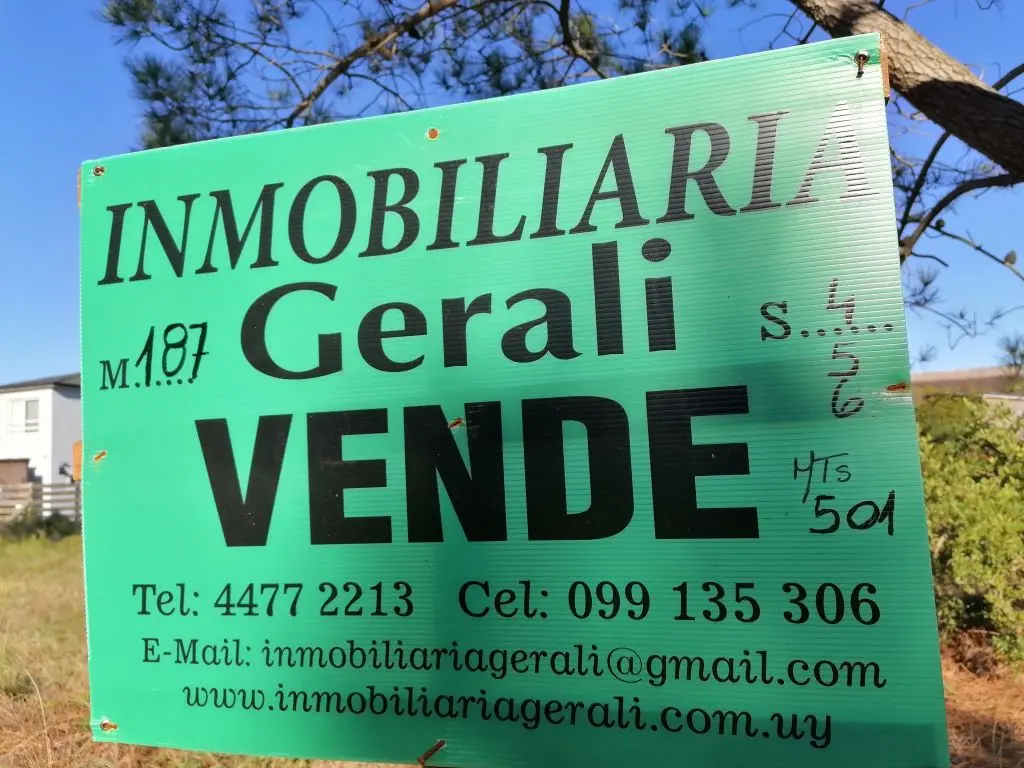 INMOBILIARIA
Gerali
M.187.....
S...4....
5
6
VENDE
MTs
501
Tel: 4477 2213 Cel: 099 135 306
E-Mail: inmobiliariagerali@gmail.com
www.inmobiliariagerali.com.uy